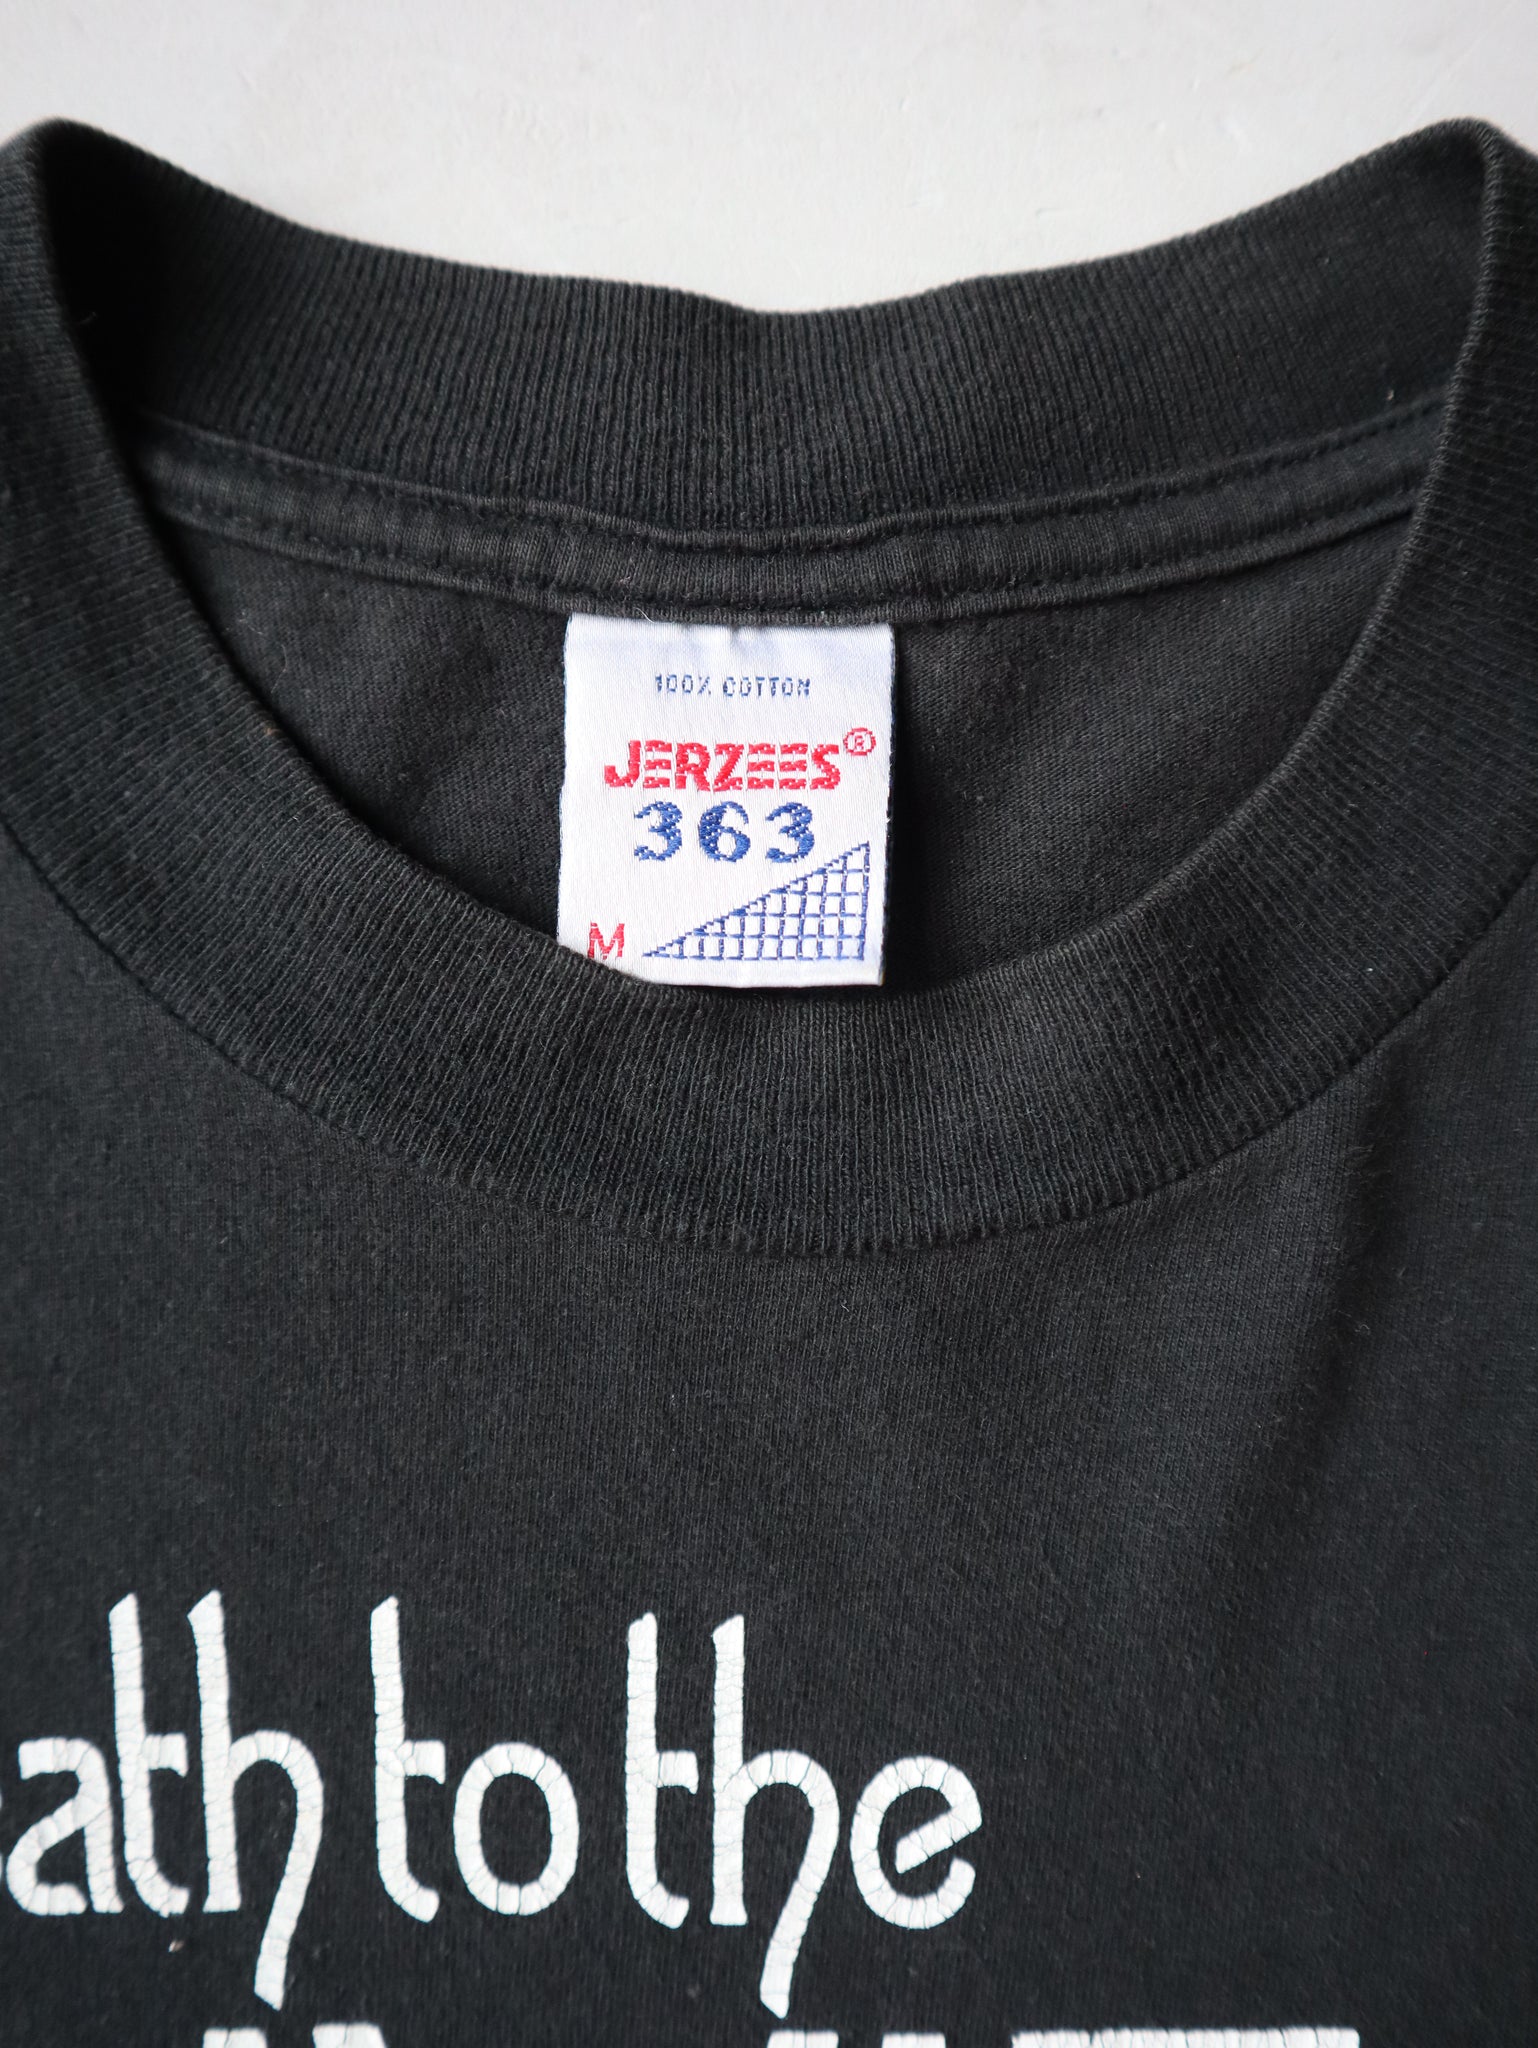 100% COTTON
JERZEES®
363
M
ath to the